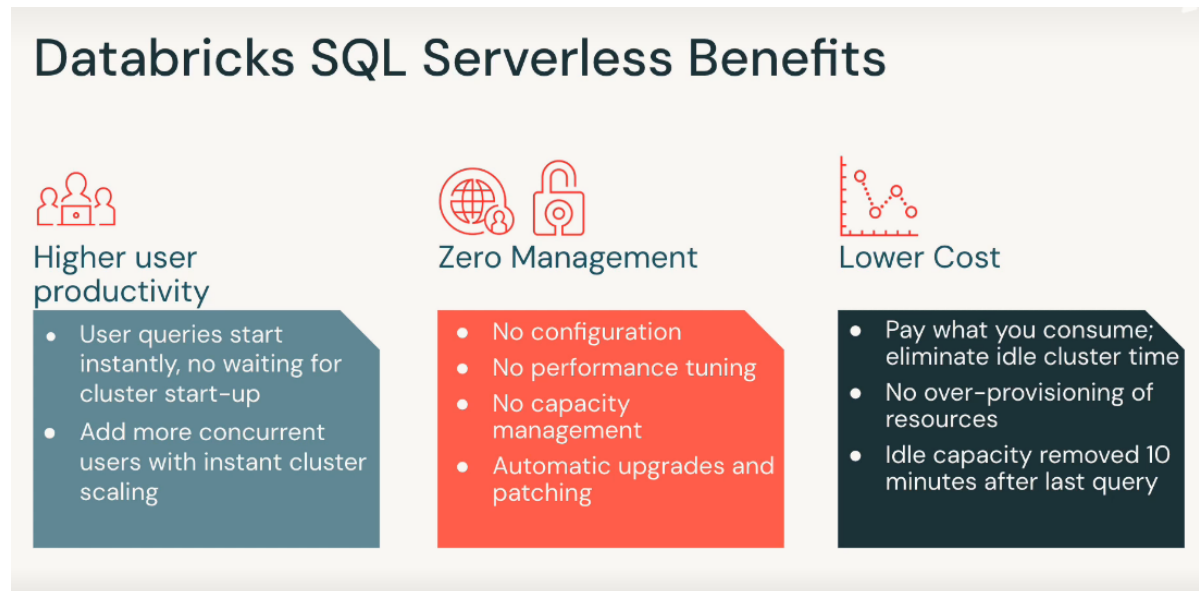 Databricks SQL Serverless Benefits
Higher user
productivity
● User queries start
instantly, no waiting for
cluster start-up
● Add more concurrent
users with instant cluster
scaling
Zero Management
● No configuration
● No performance tuning
● No capacity
management
● Automatic upgrades and
patching
Lower Cost
● Pay what you consume;
eliminate idle cluster time
● No over-provisioning of
resources
● Idle capacity removed 10
minutes after last query